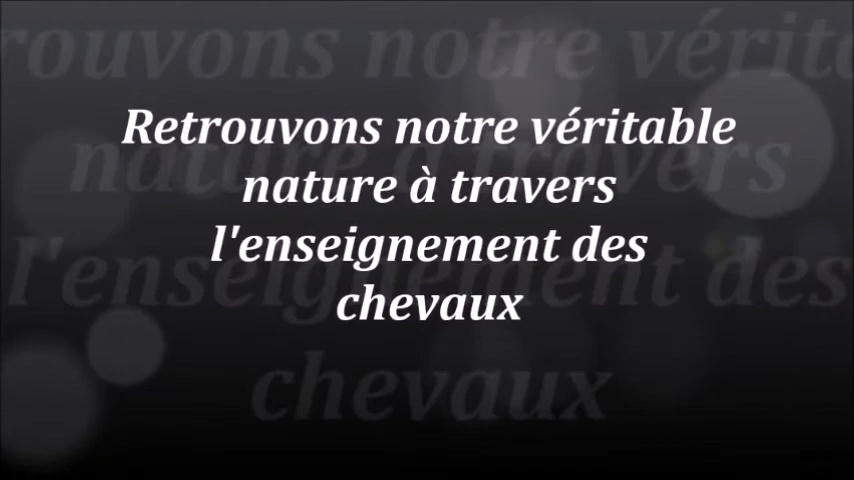 Retrouvons notre véritable
nature à travers
l'enseignement des
chevaux